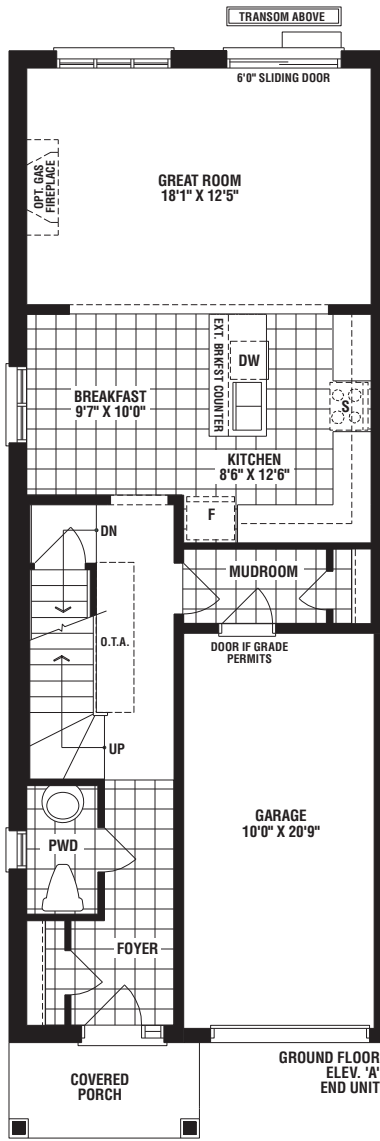 TRANSOM ABOVE
6'0" SLIDING DOOR
OPT. GAS
FIREPLACE
GREAT ROOM
18'1" X 12'5"
EXT. BRKFST COUNTER
DW
BREAKFAST
9'7" X 10'0"
S
KITCHEN
8'6" X 12'6"
F
DN
MUDROOM
O.T.A.
DOOR IF GRADE
PERMITS
UP
GARAGE
10'0" X 20'9"
PWD
FOYER
COVERED
PORCH
GROUND FLOOR
ELEV. 'A'
END UNIT